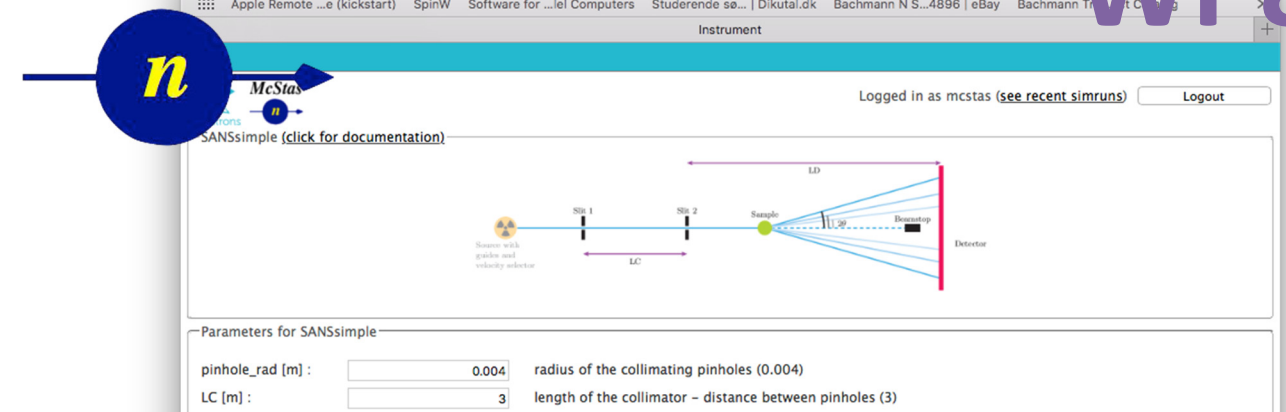 Apple Remote ...e (kickstart) SpinW Software for ...lel Computers Studerende sø... | Dikutal.dk Bachmann N S...4896 | eBay Bachmann
Instrument
n
McStas
n
Logged in as mcstas (see recent simruns) Logout
SANSsimple (click for documentation)
LD
Slit 1 Slit 2 Sample
2θ
Beamstop
Source with
guides and
velocity selector
LC
Detector
Parameters for SANSsimple
pinhole_rad [m] : 0.004 radius of the collimating pinholes (0.004)
LC [m] : 3 length of the collimator – distance between pinholes (3)